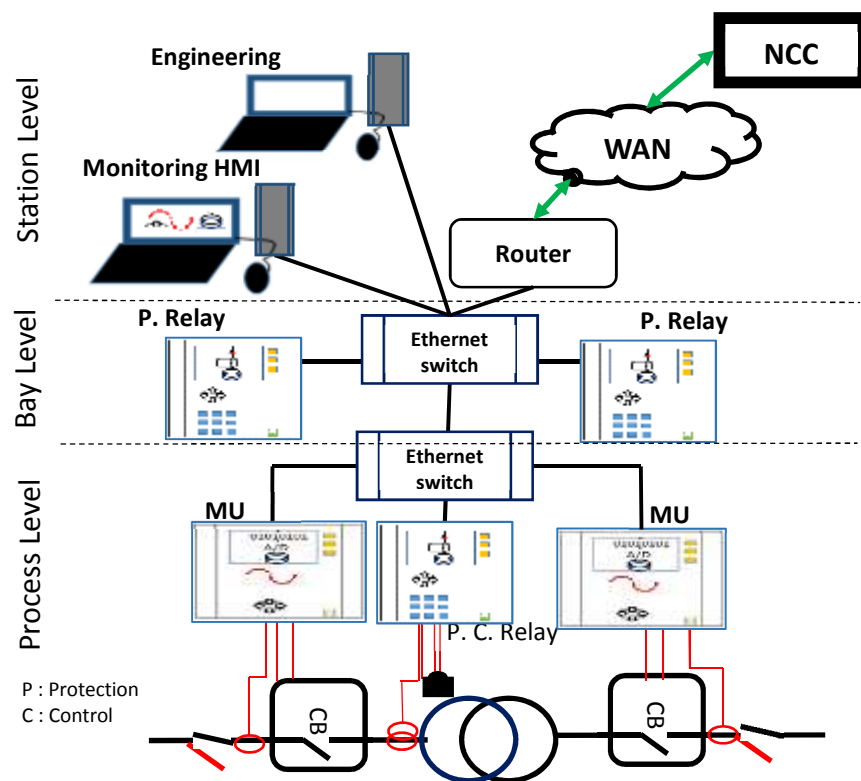 Engineering
NCC
Station Level
WAN
Monitoring HMI
Router
P. Relay
P. Relay
Ethernet
switch
Bay Level
Ethernet
switch
MU
MU
Process Level
P. C. Relay
P : Protection
C : Control
CB
CB